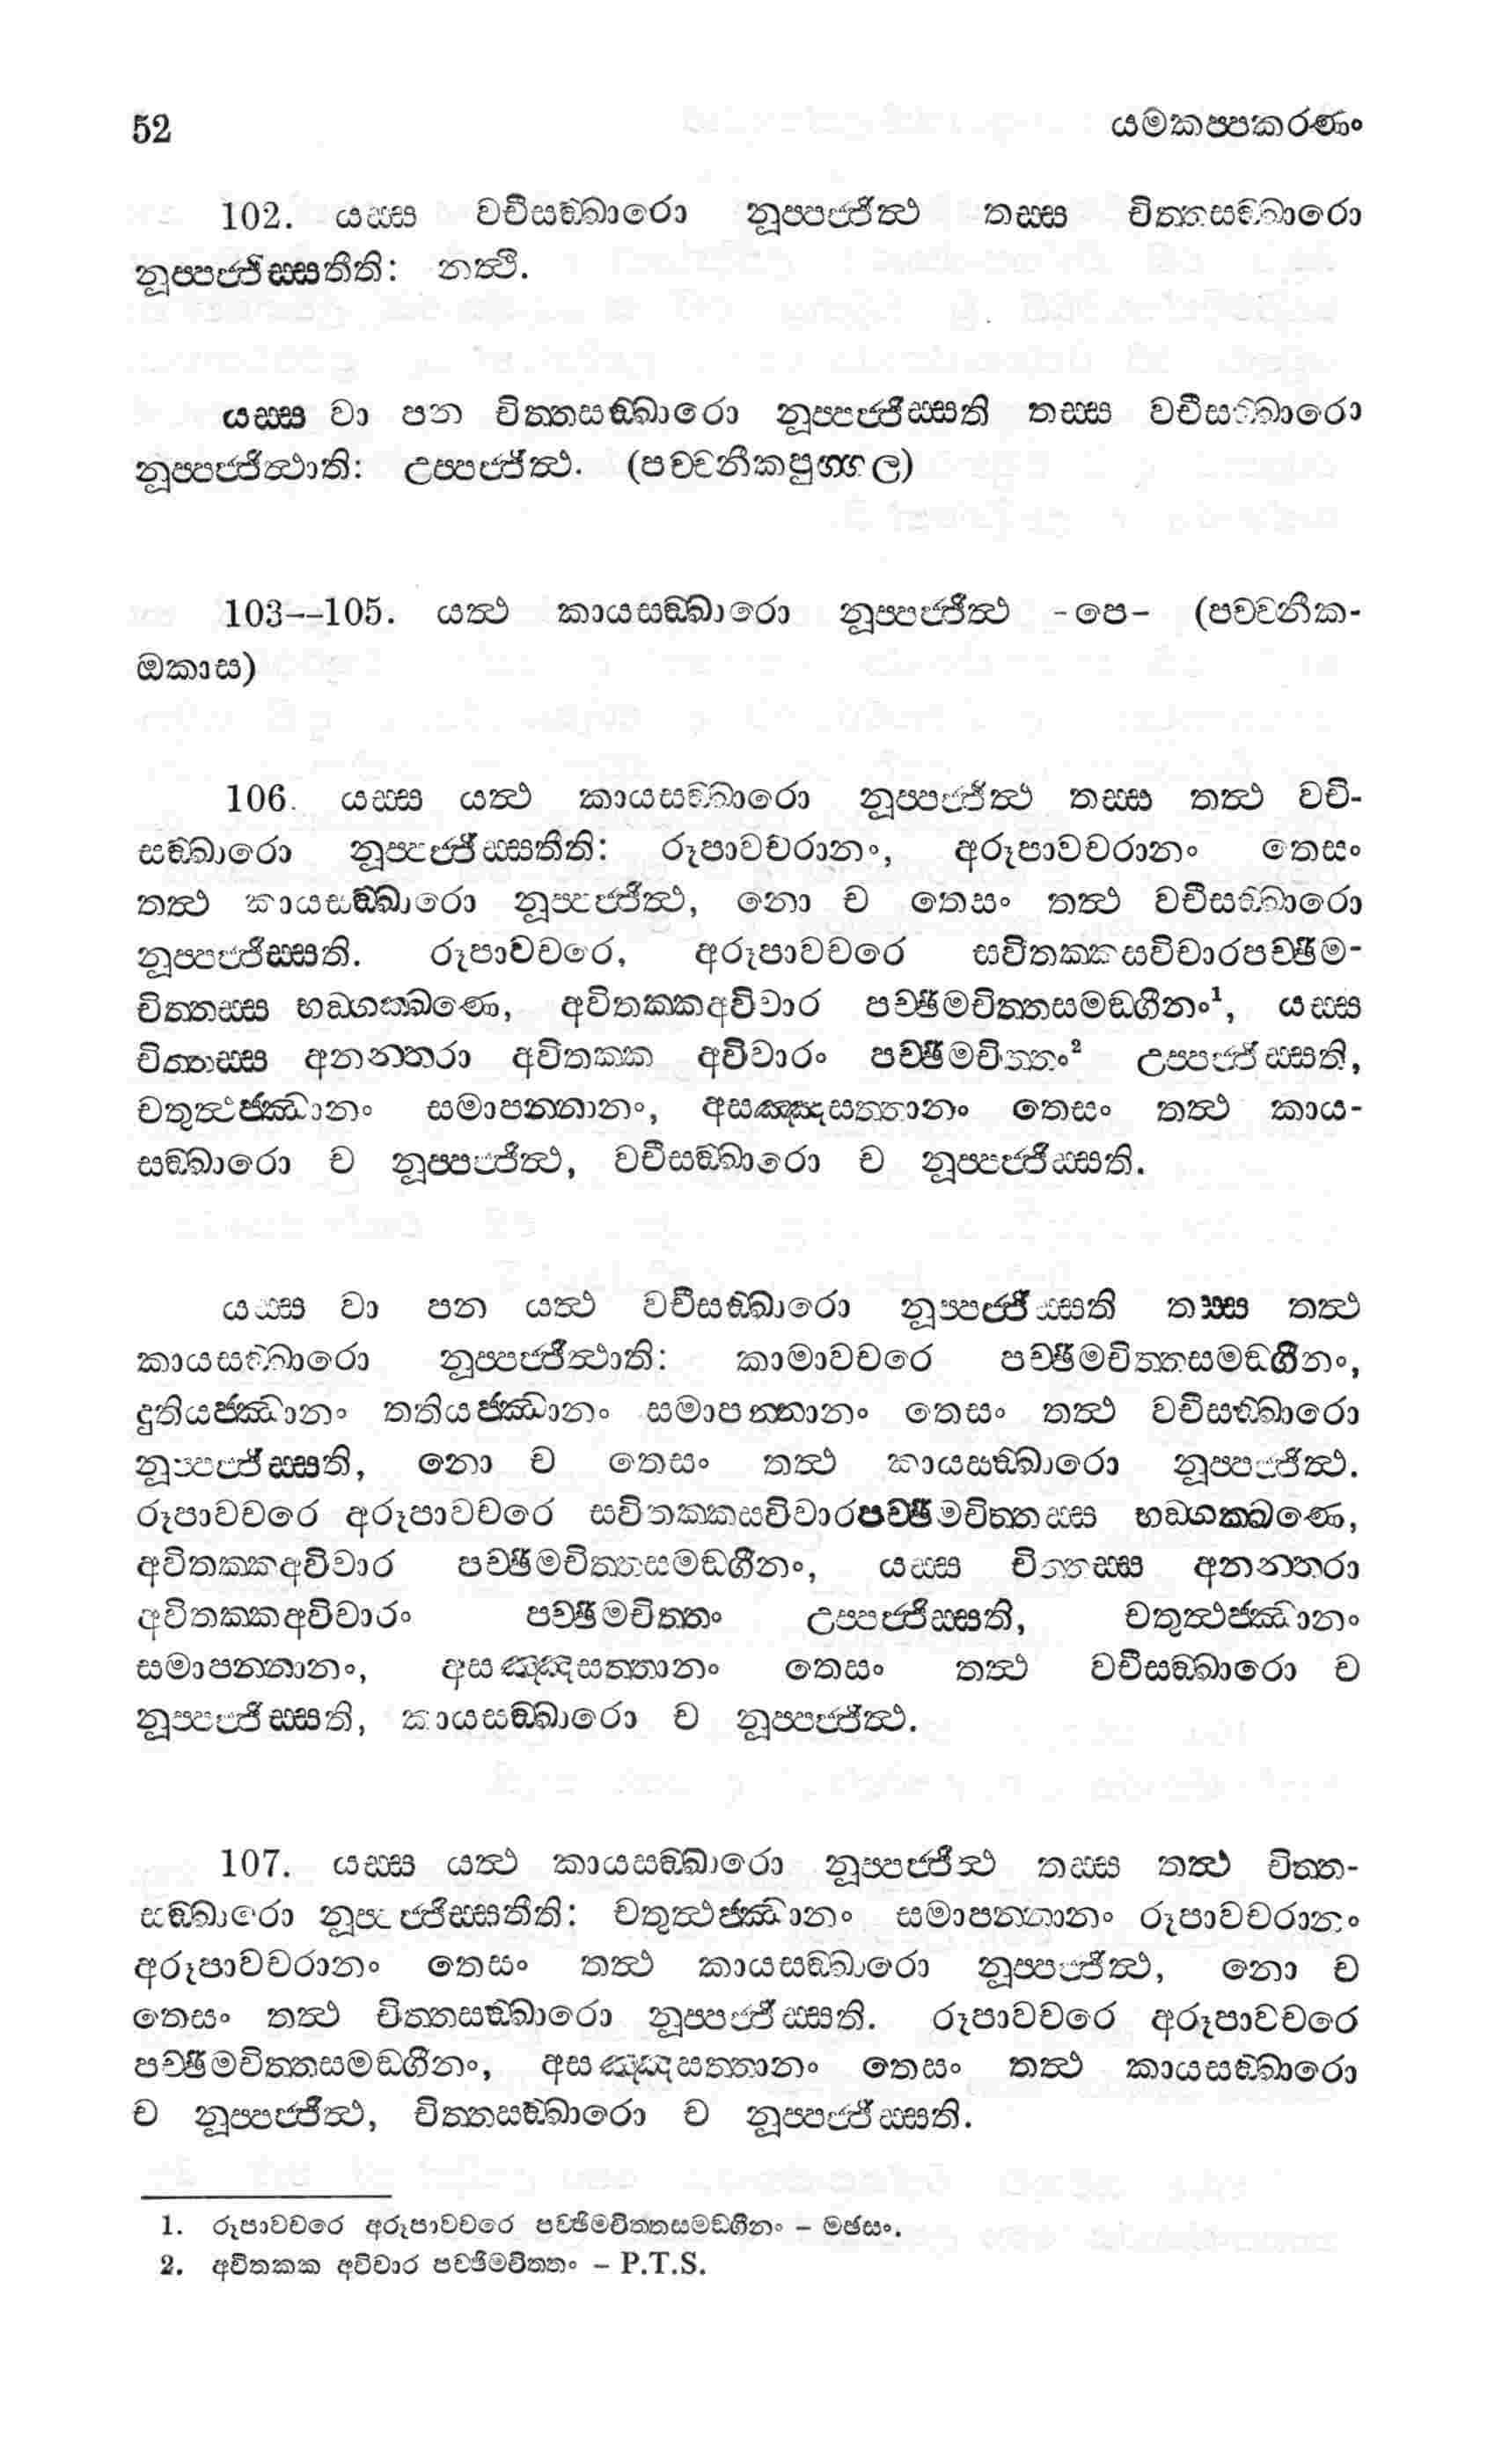 52 යමකප්පකරණං
102. යස්ස වචීසඞ්ඛාරො නුප්පජ්ජිත්ථ තස්ස චිත්තසඞ්ඛාරො
නුප්පජ්ජිස්සතීති: නත්ථි.
යස්ස වා පන චිත්තසඞ්ඛාරො නුප්පජ්ජිස්සති තස්ස වචීසඞ්ඛාරො
නුප්පජ්ජිත්ථාති: උප්පජ්ජිත්ථ. (පච්චනීකපුග්ගල)
103--105. යත්ථ කායසඞ්ඛාරො නුප්පජ්ජිත්ථ -පෙ- (පච්චනීක-
ඔකාස)
106. යස්ස යත්ථ කායසඞ්ඛාරො නුප්පජ්ජිත්ථ තස්ස තත්ථ වචී-
සඞ්ඛාරො නුප්පජ්ජිස්සතීති: රූපාවචරානං, අරූපාවචරානං තෙසං
තත්ථ කායසඞ්ඛාරො නුප්පජ්ජිත්ථ, නො ච තෙසං තත්ථ වචීසඞ්ඛාරො
නුප්පජ්ජිස්සති. රූපාවචරෙ, අරූපාවචරෙ සවිතක්කසවිචාරපච්ඡිම-
චිත්තස්ස භඞ්ගක්ඛණෙ, අවිතක්කඅවිචාර පච්ඡිමචිත්තසමඞ්ගීනං¹, යස්ස
චිත්තස්ස අනන්තරා අවිතක්ක අවිචාරං පච්ඡිමචිත්තං² උප්පජ්ජිස්සති,
චතුත්ථජ්ඣානං සමාපන්නානං, අසඤ්ඤසත්තානං තෙසං තත්ථ කාය-
සඞ්ඛාරො ච නුප්පජ්ජිත්ථ, වචීසඞ්ඛාරො ච නුප්පජ්ජිස්සති.
යස්ස වා පන යත්ථ වචීසඞ්ඛාරො නුප්පජ්ජිස්සති තස්ස තත්ථ
කායසඞ්ඛාරො නුප්පජ්ජිත්ථාති: කාමාවචරෙ පච්ඡිමචිත්තසමඞ්ගීනං,
දුතියජ්ඣානං තතියජ්ඣානං සමාපන්නානං තෙසං තත්ථ වචීසඞ්ඛාරො
නුප්පජ්ජිස්සති, නො ච තෙසං තත්ථ කායසඞ්ඛාරො නුප්පජ්ජිත්ථ.
රූපාවචරෙ අරූපාවචරෙ සවිතක්කසවිචාරපච්ඡිමචිත්තස්ස භඞ්ගක්ඛණෙ,
අවිතක්කඅවිචාර පච්ඡිමචිත්තසමඞ්ගීනං, යස්ස චිත්තස්ස අනන්තරා
අවිතක්කඅවිචාරං පච්ඡිමචිත්තං උප්පජ්ජිස්සති, චතුත්ථජ්ඣානං
සමාපන්නානං, අසඤ්ඤසත්තානං තෙසං තත්ථ වචීසඞ්ඛාරො ච
නුප්පජ්ජිස්සති, කායසඞ්ඛාරො ච නුප්පජ්ජිත්ථ.
107. යස්ස යත්ථ කායසඞ්ඛාරො නුප්පජ්ජිත්ථ තස්ස තත්ථ චිත්ත-
සඞ්ඛාරො නුප්පජ්ජිස්සතීති: චතුත්ථජ්ඣානං සමාපන්නානං රූපාවචරානං
අරූපාවචරානං තෙසං තත්ථ කායසඞ්ඛාරො නුප්පජ්ජිත්ථ, නො ච
තෙසං තත්ථ චිත්තසඞ්ඛාරො නුප්පජ්ජිස්සති. රූපාවචරෙ අරූපාවචරෙ
පච්ඡිමචිත්තසමඞ්ගීනං, අසඤ්ඤසත්තානං තෙසං තත්ථ කායසඞ්ඛාරො
ච නුප්පජ්ජිත්ථ, චිත්තසඞ්ඛාරො ච නුප්පජ්ජිස්සති.
1. රූපාවචරෙ අරූපාවචරෙ පච්ඡිමචිත්තසමඞ්ගීනං – මඡසං.
2. අවිතක්ක අවිචාර පච්ඡිමචිත්තං – P.T.S.